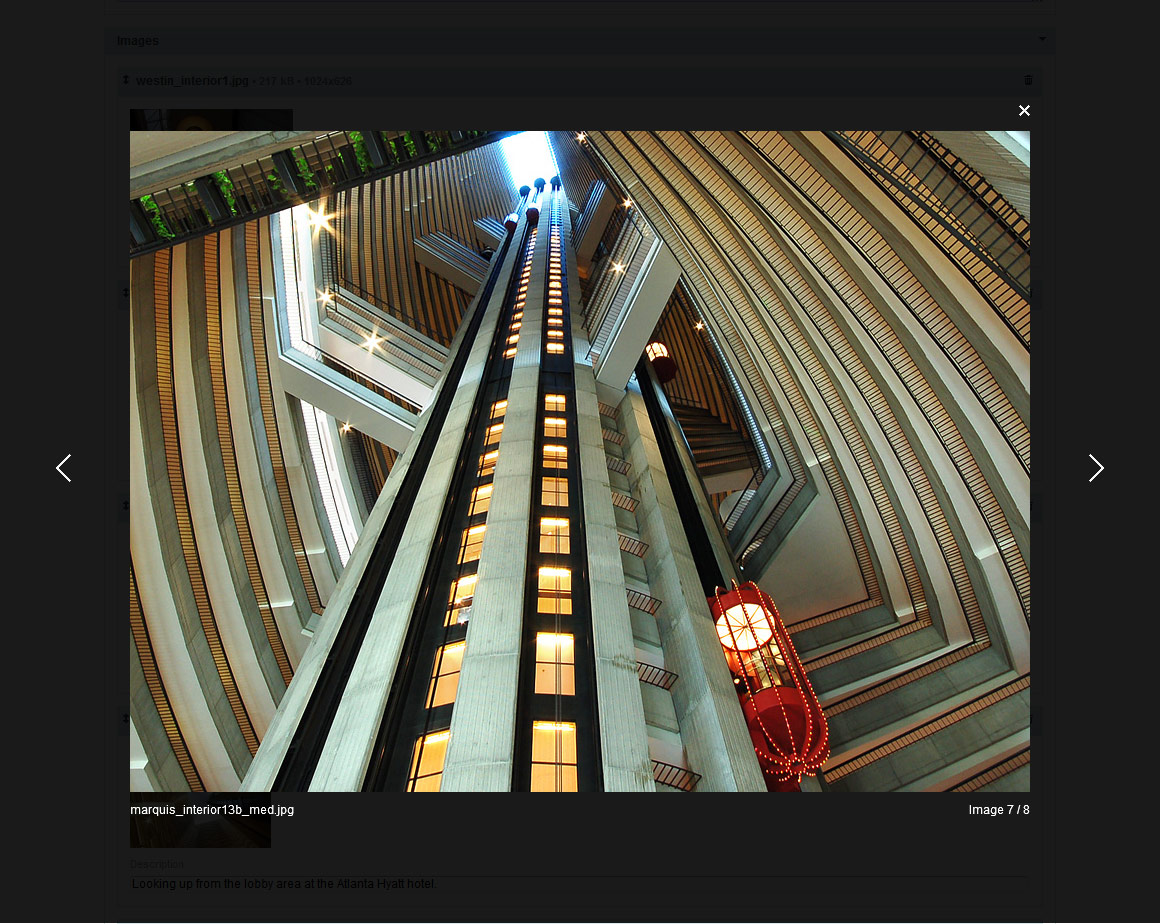 Images
westin_interior1.jpg • 217 kB • 1024x626
marquis_interior13b_med.jpg
Image 7 / 8
Description
Looking up from the lobby area at the Atlanta Hyatt hotel.